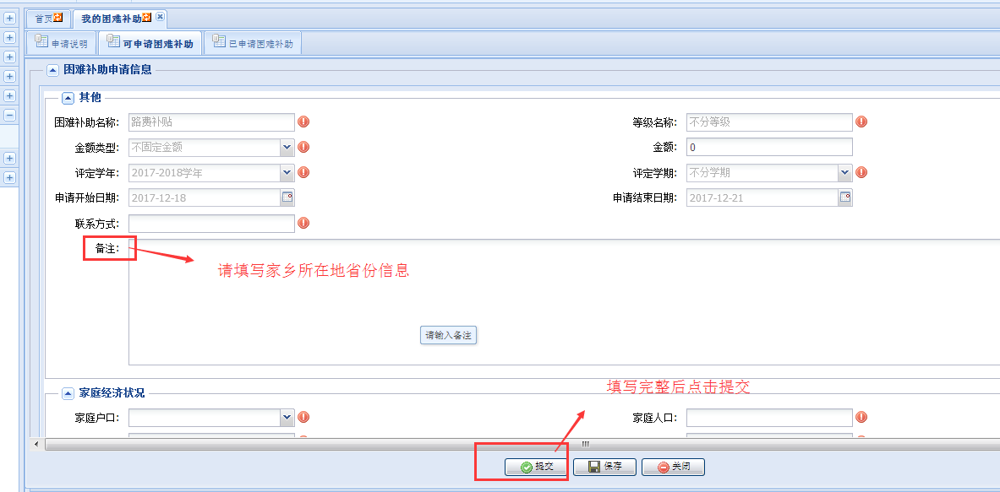 首页 我的困难补助
申请说明 可申请困难补助 已申请困难补助
困难补助申请信息
其他
困难补助名称: 路费补贴 等级名称: 不分等级
金额类型: 不固定金额 金额: 0
评定学年: 2017-2018学年 评定学期: 不分学期
申请开始日期: 2017-12-18 申请结束日期: 2017-12-21
联系方式:
备注:
请填写家乡所在地省份信息
请输入备注
填写完整后点击提交
家庭经济状况
家庭户口: 家庭人口:
提交 保存 关闭